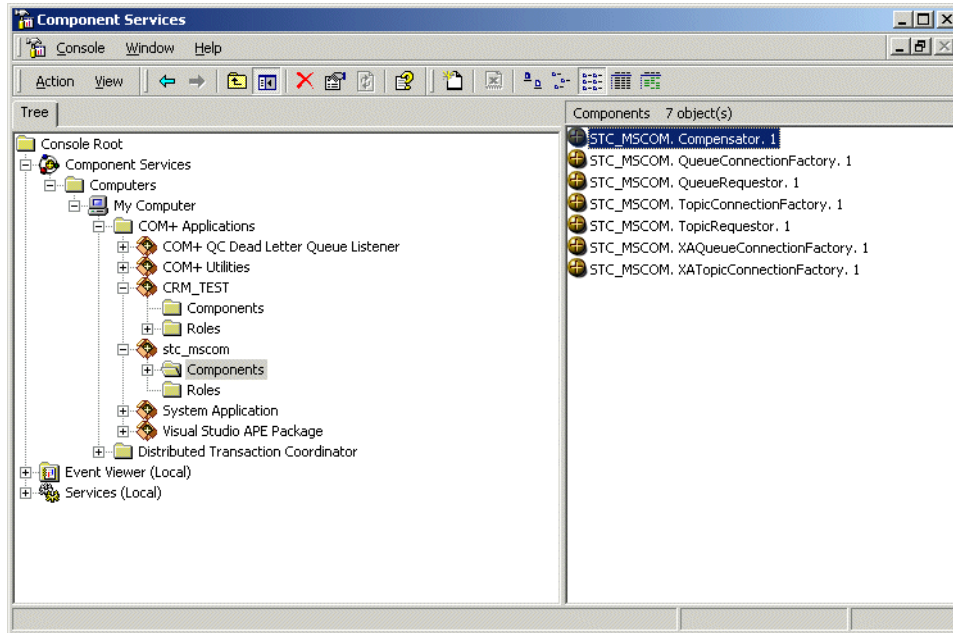 Component Services
Console Window Help
Action View
Tree
Components 7 object(s)
Console Root
Component Services
Computers
My Computer
COM+ Applications
COM+ QC Dead Letter Queue Listener
COM+ Utilities
CRM_TEST
Components
Roles
stc_mscom
Components
Roles
System Application
Visual Studio APE Package
Distributed Transaction Coordinator
Event Viewer (Local)
Services (Local)
STC_MSCOM. Compensator. 1
STC_MSCOM. QueueConnectionFactory. 1
STC_MSCOM. QueueRequestor. 1
STC_MSCOM. TopicConnectionFactory. 1
STC_MSCOM. TopicRequestor. 1
STC_MSCOM. XAQueueConnectionFactory. 1
STC_MSCOM. XATopicConnectionFactory. 1